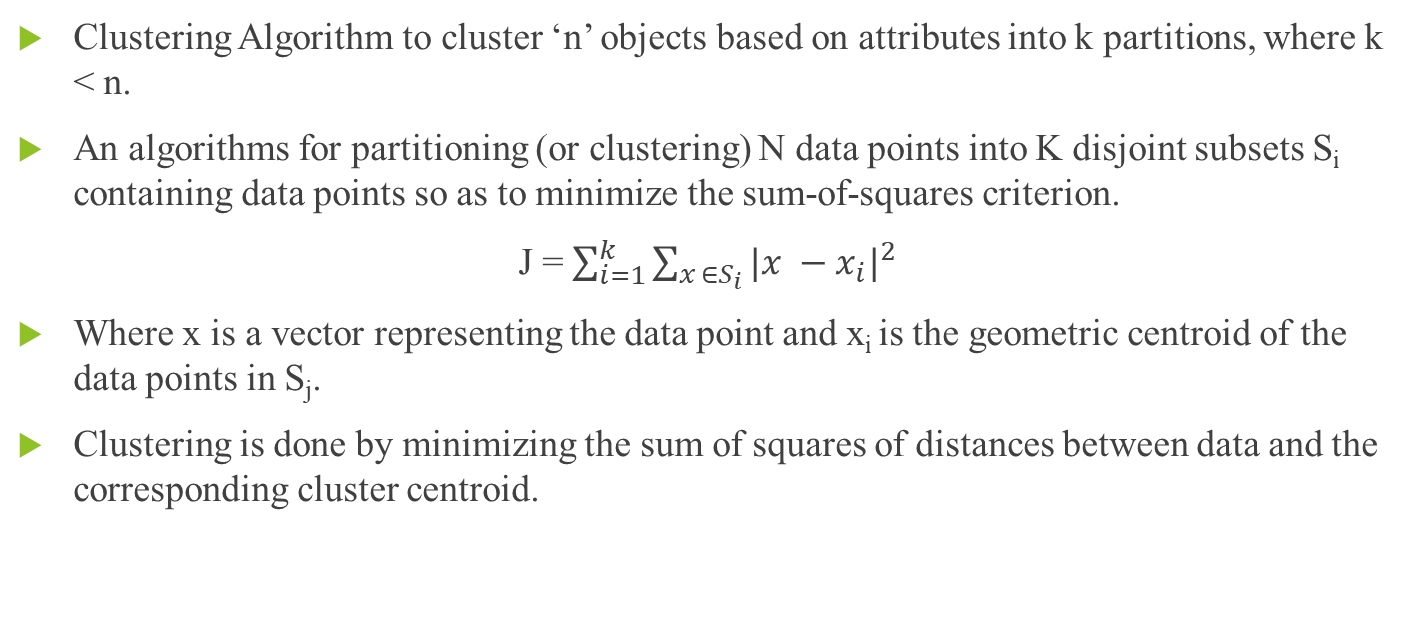 Clustering Algorithm to cluster ‘n’ objects based on attributes into k partitions, where k
< n.
An algorithms for partitioning (or clustering) N data points into K disjoint subsets Sᵢ
containing data points so as to minimize the sum-of-squares criterion.
J = ∑ᵢ₌₁ᵏ ∑ₓ ∈Sᵢ |x − xᵢ|²
Where x is a vector representing the data point and xᵢ is the geometric centroid of the
data points in Sⱼ.
Clustering is done by minimizing the sum of squares of distances between data and the
corresponding cluster centroid.